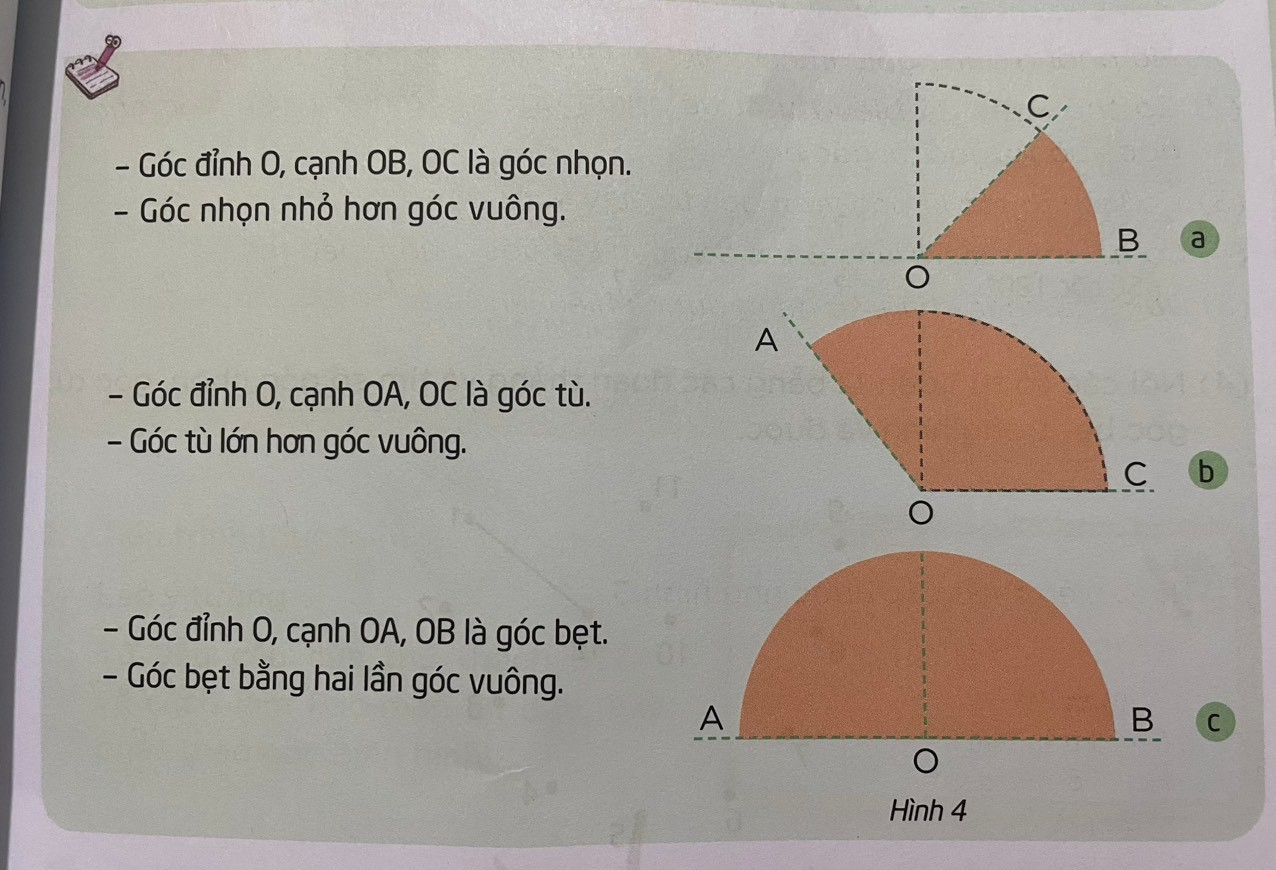 – Góc đỉnh O, cạnh OB, OC là góc nhọn.
– Góc nhọn nhỏ hơn góc vuông.
C
B
a
O
– Góc đỉnh O, cạnh OA, OC là góc tù.
– Góc tù lớn hơn góc vuông.
A
C
b
O
– Góc đỉnh O, cạnh OA, OB là góc bẹt.
– Góc bẹt bằng hai lần góc vuông.
A
B
c
O
Hình 4